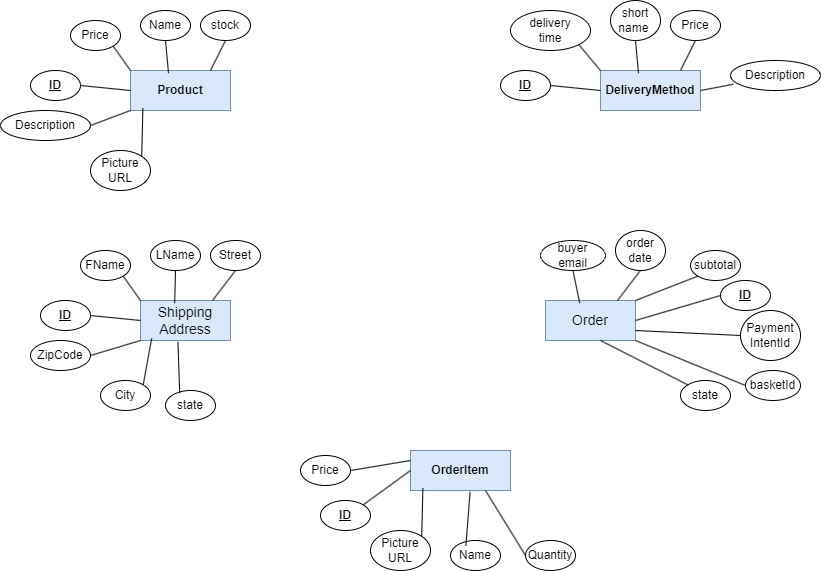 Price
Name
stock
ID
Product
Description
Picture
URL
delivery
time
short
name
Price
ID
DeliveryMethod
Description
FName
LName
Street
ID
Shipping
Address
ZipCode
City
state
buyer
email
order
date
subtotal
ID
Order
Payment
IntentId
basketId
state
Price
OrderItem
ID
Picture
URL
Name
Quantity